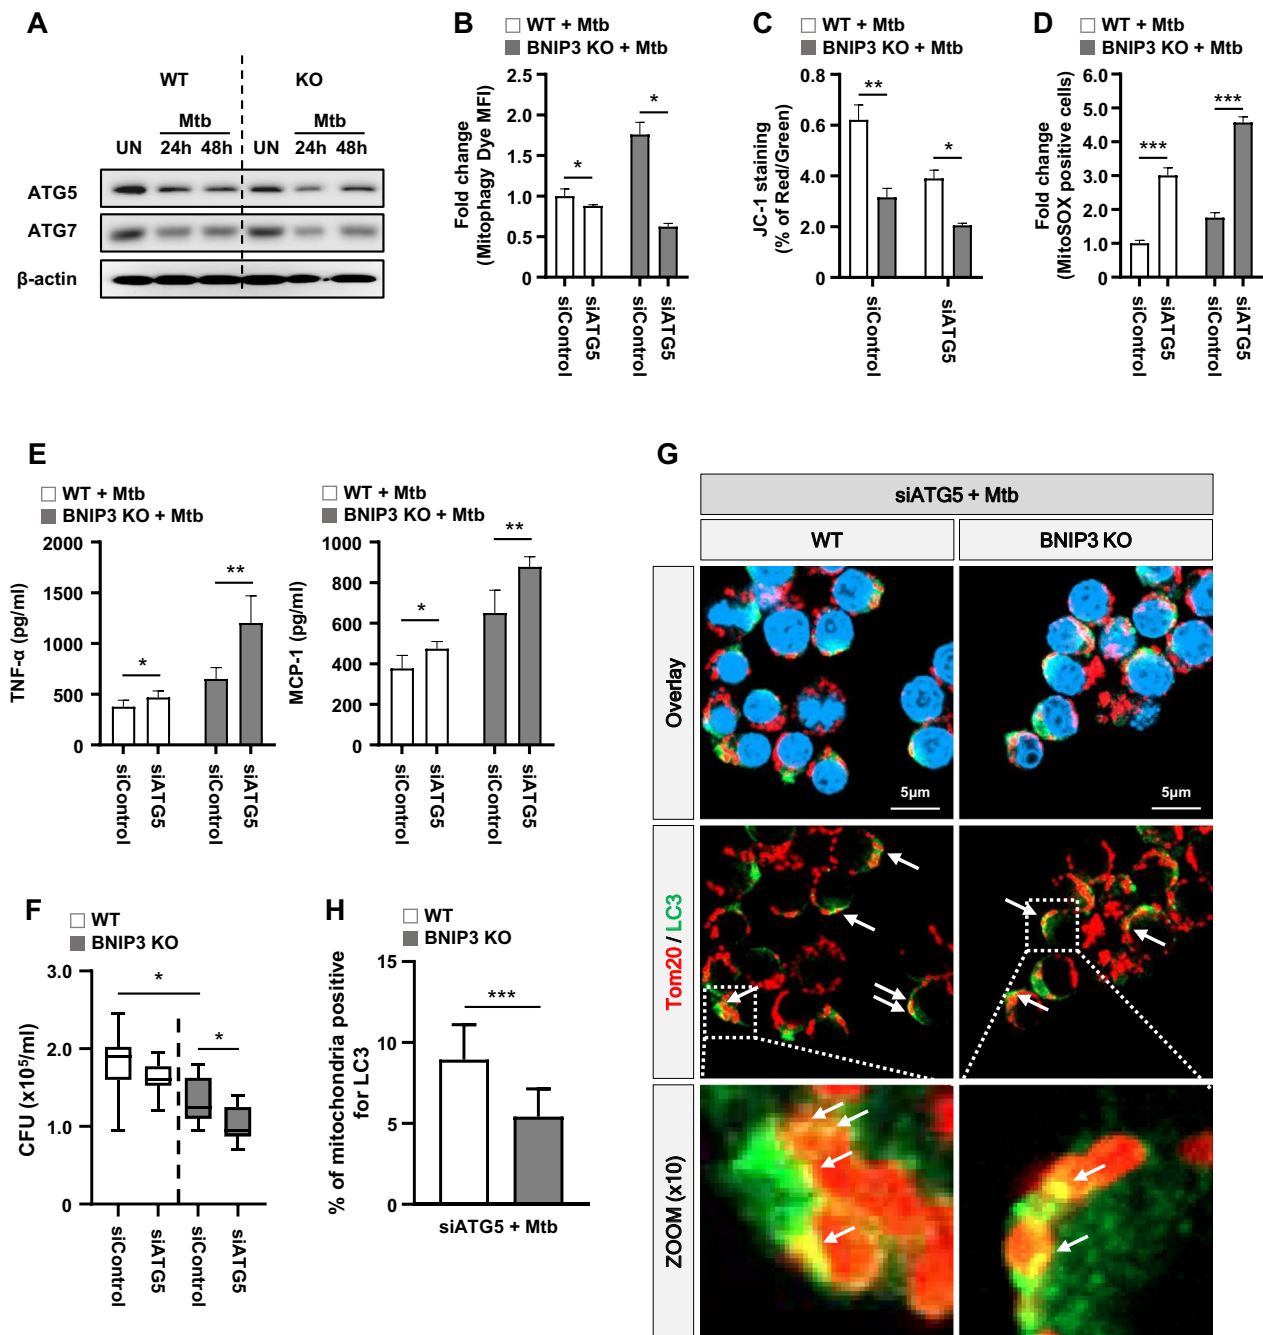 A
WT KO
Mtb Mtb
UN 24h 48h UN 24h 48h
ATG5
ATG7
β-actin
B
WT + Mtb
BNIP3 KO + Mtb
Fold change
(Mitophagy Dye MFI)
2.5
2.0
1.5
1.0
0.5
0
*
*
siControl
siATG5
siControl
siATG5
C
WT + Mtb
BNIP3 KO + Mtb
JC-1 staining
(% of Red/Green)
0.8
0.6
0.4
2.0
0
**
*
siControl
siATG5
D
WT + Mtb
BNIP3 KO + Mtb
Fold change
(MitoSOX positive cells)
6.0
5.0
4.0
3.0
2.0
1.0
0
***
***
siControl
siATG5
siControl
siATG5
E
WT + Mtb
BNIP3 KO + Mtb
TNF-α (pg/ml)
2000
1500
1000
500
0
*
**
siControl
siATG5
siControl
siATG5
WT + Mtb
BNIP3 KO + Mtb
MCP-1 (pg/ml)
1000
800
600
400
200
0
*
**
siControl
siATG5
siControl
siATG5
F
WT
BNIP3 KO
CFU (x10⁵/ml)
3.0
2.0
1.0
0
*
*
siControl
siATG5
siControl
siATG5
H
WT
BNIP3 KO
% of mitochondria positive
for LC3
15
10
5
0
***
siATG5 + Mtb
G
siATG5 + Mtb
WT
BNIP3 KO
Overlay
5μm
5μm
Tom20 / LC3
ZOOM (x10)